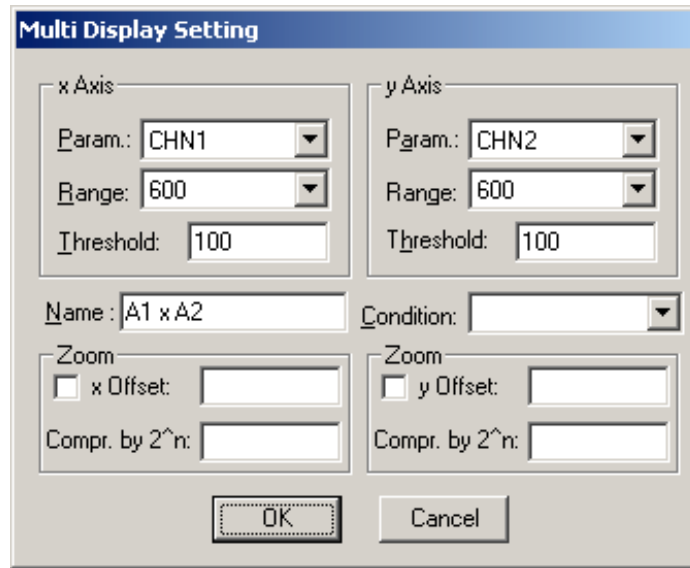 Multi Display Setting
x Axis
Param.: CHN1
Range: 600
Threshold: 100
y Axis
Param.: CHN2
Range: 600
Threshold: 100
Name : A1 x A2
Condition:
Zoom
x Offset:
Compr. by 2^n:
Zoom
y Offset:
Compr. by 2^n:
OK
Cancel